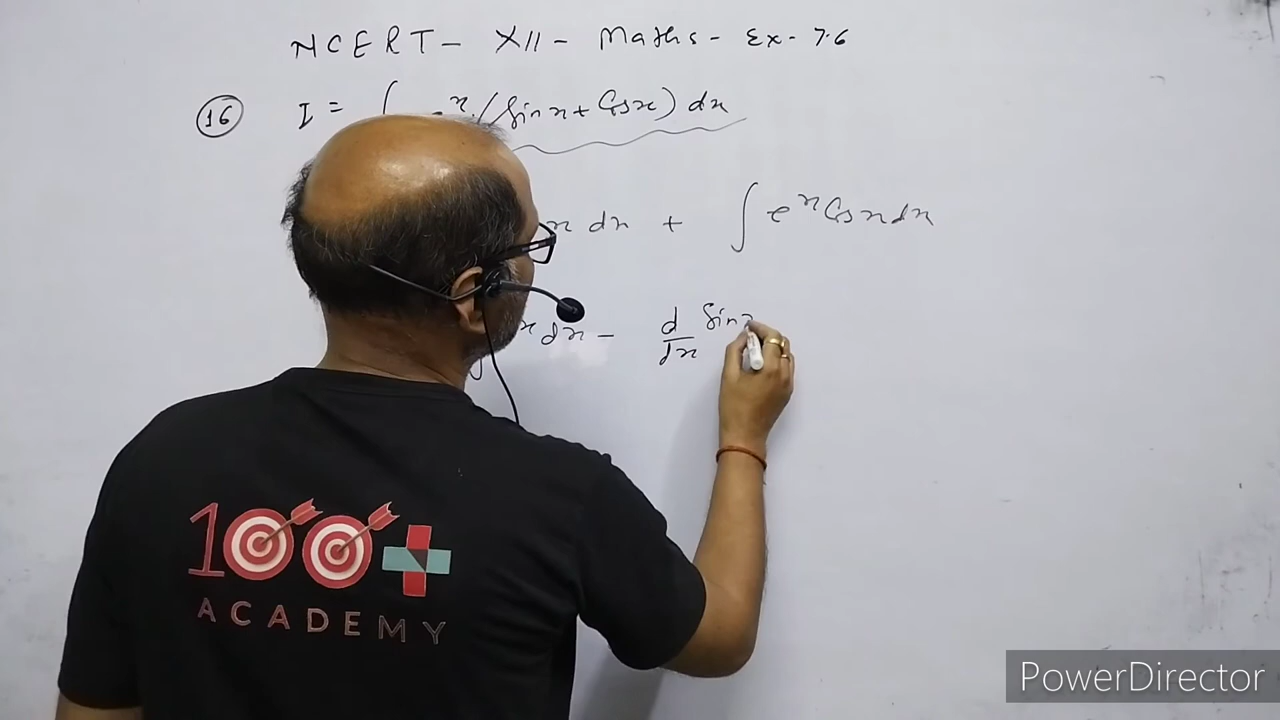 NCERT - XII - Maths - Ex - 7.6
16 I = ∫ x (Sinx + Cosx) dx
x dx + ∫ e^x Cosx dx
x dx - d/dx Sinx
100+
ACADEMY
PowerDirector